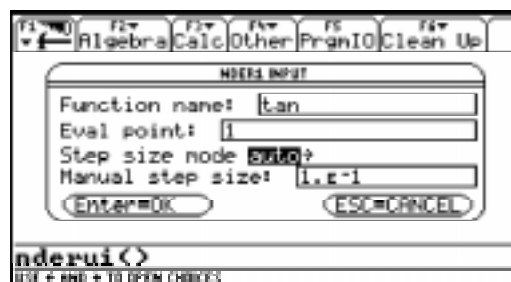 F1 F2 F3 F4 F5 F6
Algebra Calc Other PrgmIO Clean Up
NDER1 INPUT
Function name: tan
Eval point: 1
Step size mode auto→
Manual step size: 1.ᴇ-1
Enter=OK ESC=CANCEL
nderui()
USE ← AND → TO OPEN CHOICES